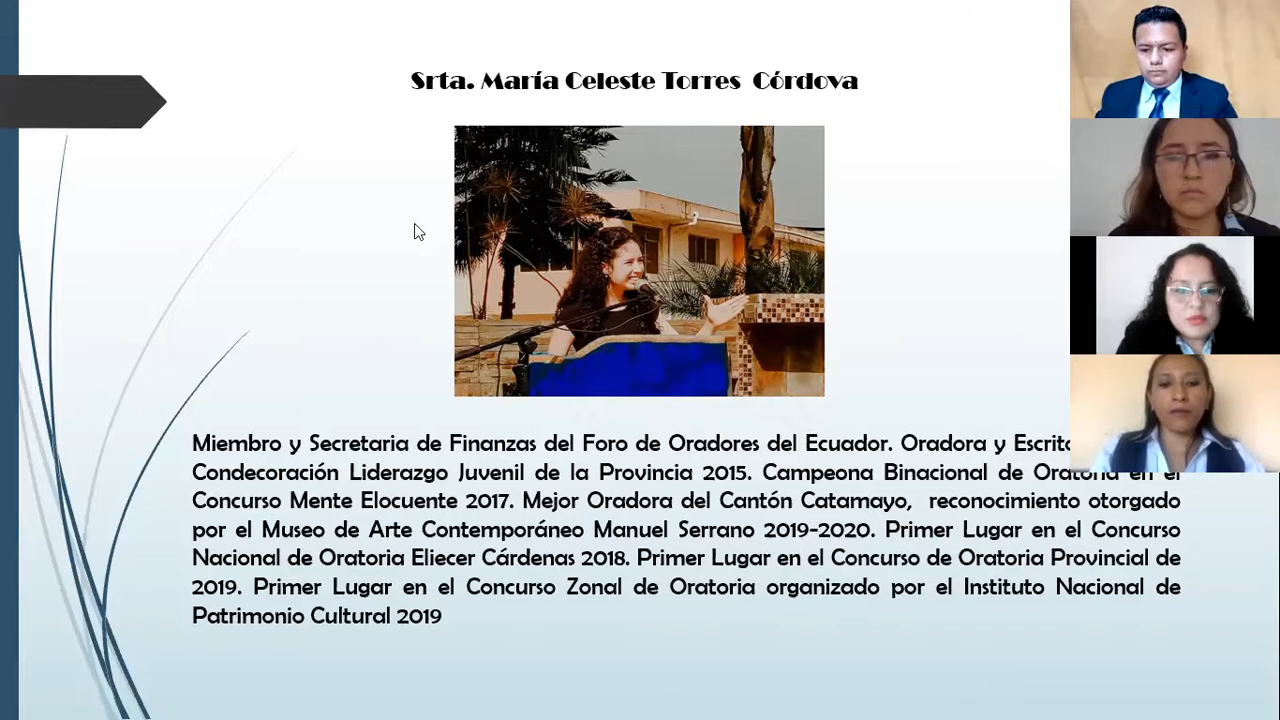 Srta. María Celeste Torres Córdova
Miembro y Secretaria de Finanzas del Foro de Oradores del Ecuador. Oradora y
Condecoración Liderazgo Juvenil de la Provincia 2015. Campeona Binacional de Oratoria en el
Concurso Mente Elocuente 2017. Mejor Oradora del Cantón Catamayo, reconocimiento otorgado
por el Museo de Arte Contemporáneo Manuel Serrano 2019-2020. Primer Lugar en el Concurso
Nacional de Oratoria Eliecer Cárdenas 2018. Primer Lugar en el Concurso de Oratoria Provincial de
2019. Primer Lugar en el Concurso Zonal de Oratoria organizado por el Instituto Nacional de
Patrimonio Cultural 2019